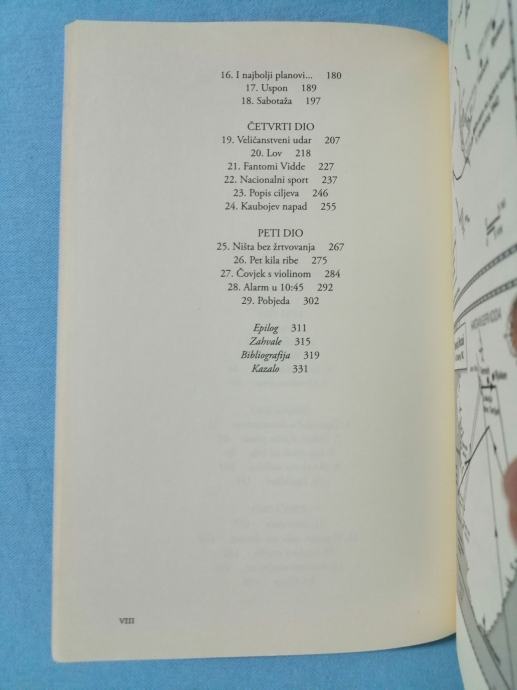 16. I najbolji planovi... 180
17. Uspon 189
18. Sabotaža 197
ČETVRTI DIO
19. Veličanstveni udar 207
20. Lov 218
21. Fantomi Vidde 227
22. Nacionalni sport 237
23. Popis ciljeva 246
24. Kaubojev napad 255
PETI DIO
25. Ništa bez žrtvovanja 267
26. Pet kila ribe 275
27. Čovjek s violinom 284
28. Alarm u 10:45 292
29. Pobjeda 302
Epilog 311
Zahvale 315
Bibliografija 319
Kazalo 331
VIII